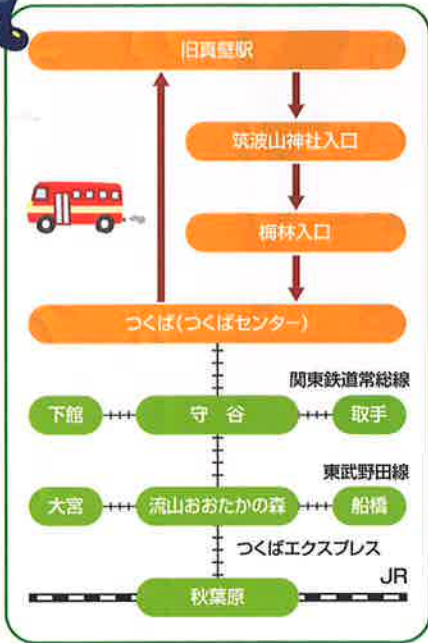 旧真壁駅
筑波山神社入口
梅林入口
つくば(つくばセンター)
関東鉄道常総線
下館 守谷 取手
東武野田線
大宮 流山おおたかの森 船橋
つくばエクスプレス
JR
秋葉原